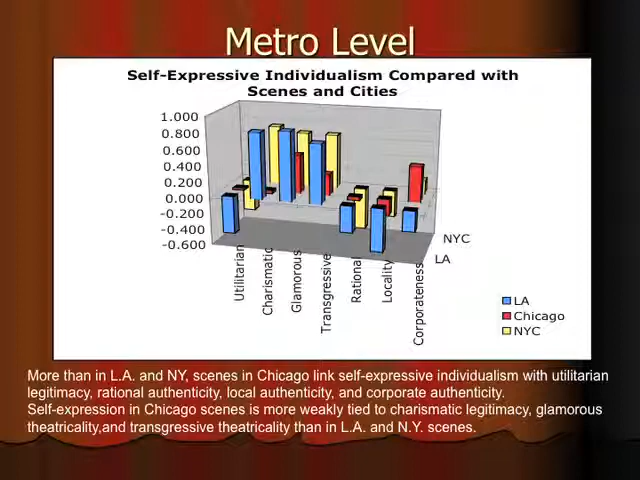 Metro Level
Self-Expressive Individualism Compared with
Scenes and Cities
1.000
0.800
0.600
0.400
0.200
0.000
-0.200
-0.400
-0.600
NYC
LA
Utilitarian
Charismatic
Glamorous
Transgressive
Rational
Locality
Corporateness
LA
Chicago
NYC
More than in L.A. and NY, scenes in Chicago link self-expressive individualism with utilitarian
legitimacy, rational authenticity, local authenticity, and corporate authenticity.
Self-expression in Chicago scenes is more weakly tied to charismatic legitimacy, glamorous
theatricality,and transgressive theatricality than in L.A. and N.Y. scenes.